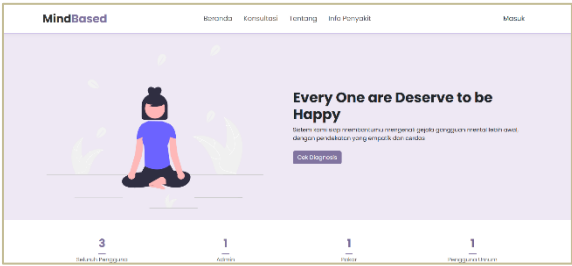 MindBased
Beranda Konsultasi Tentang Info Penyakit
Masuk
Every One are Deserve to be
Happy
Sistem kami siap membantumu mengenali gejala gangguan mental lebih awal,
dengan pendekatan yang empatik dan cerdas
Cek Diagnosis
3 1 1 1
Seluruh Pengguna Admin Pakar Pengguna Umum